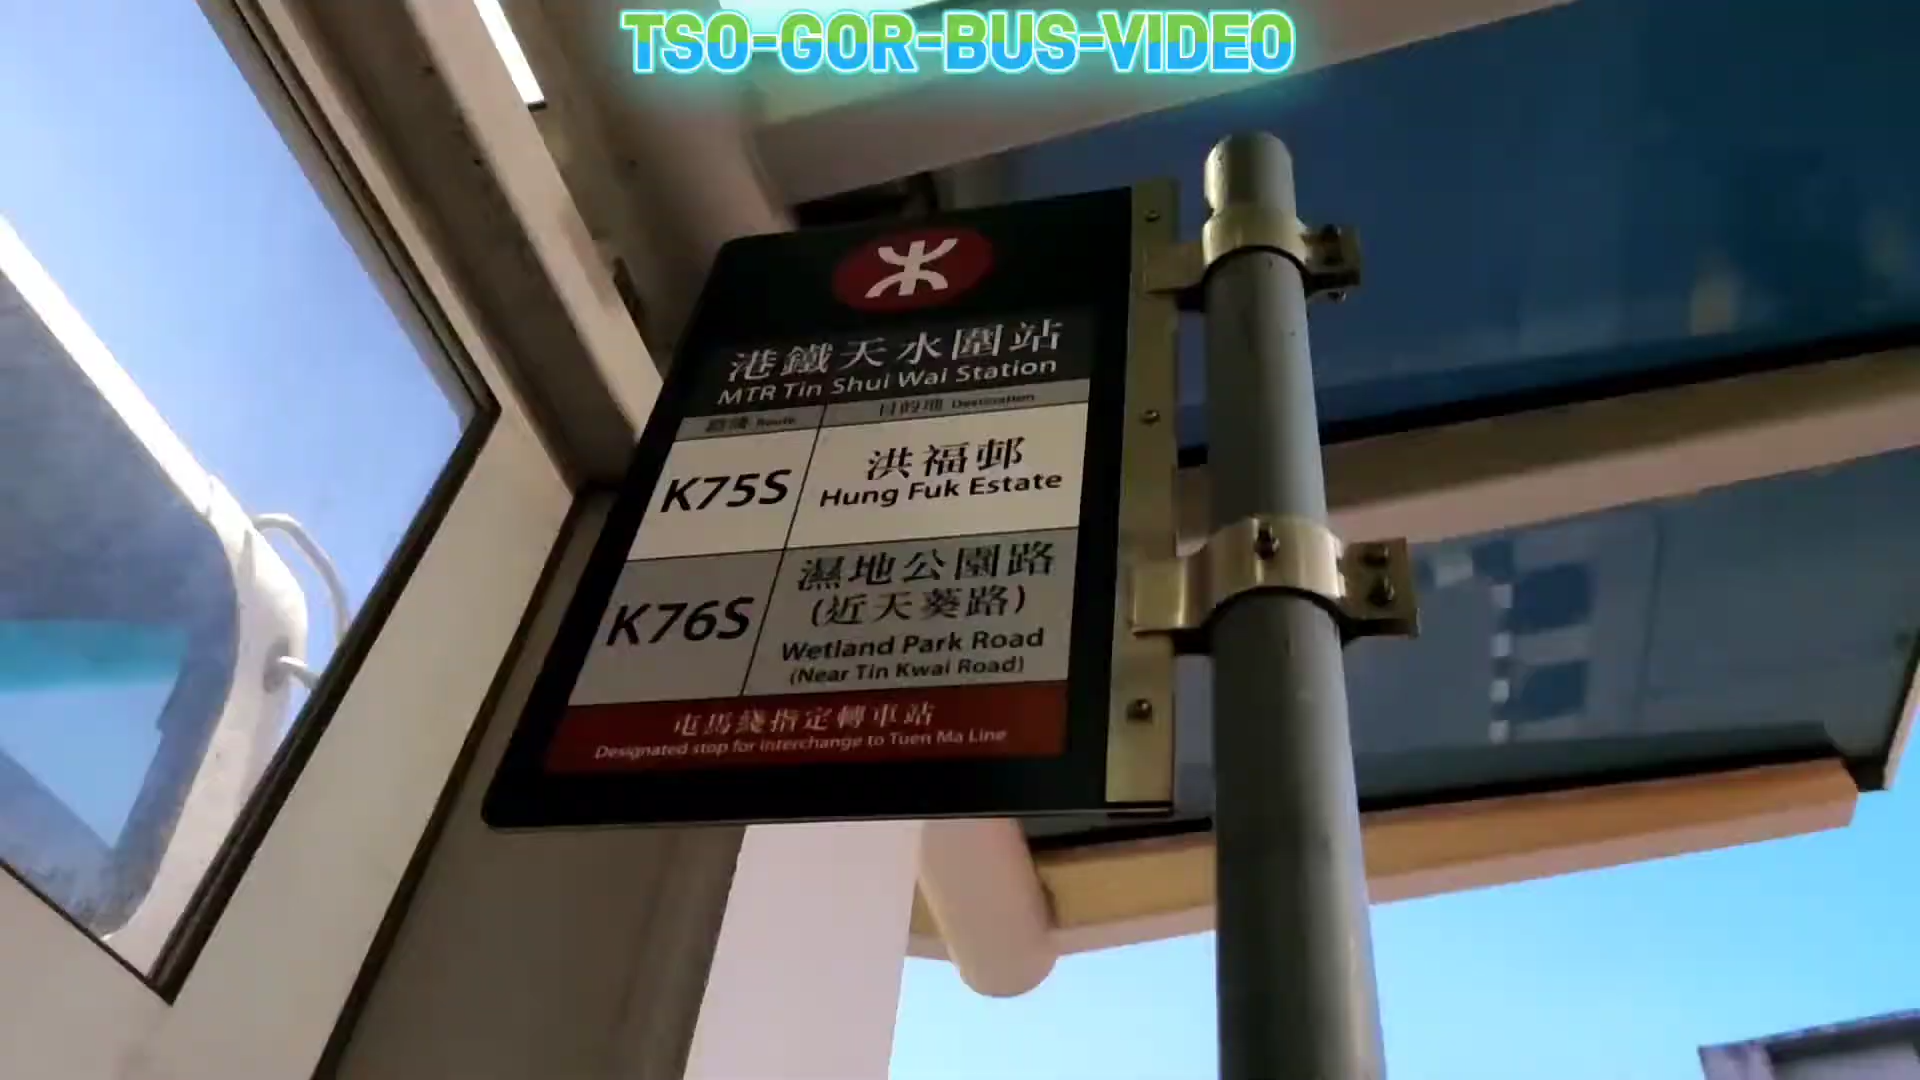 TSO-GOR-BUS-VIDEO
港鐵天水圍站
MTR Tin Shui Wai Station
路綫 Route
目的地 Destination
K75S
洪福邨
Hung Fuk Estate
K76S
濕地公園路
(近天葵路)
Wetland Park Road
(Near Tin Kwai Road)
屯馬綫指定轉車站
Designated stop for interchange to Tuen Ma Line